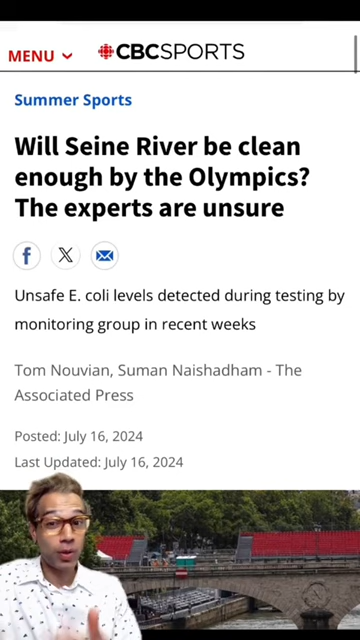 MENU CBCSPORTS
Summer Sports
Will Seine River be clean
enough by the Olympics?
The experts are unsure
Unsafe E. coli levels detected during testing by
monitoring group in recent weeks
Tom Nouvian, Suman Naishadham - The
Associated Press
Posted: July 16, 2024
Last Updated: July 16, 2024